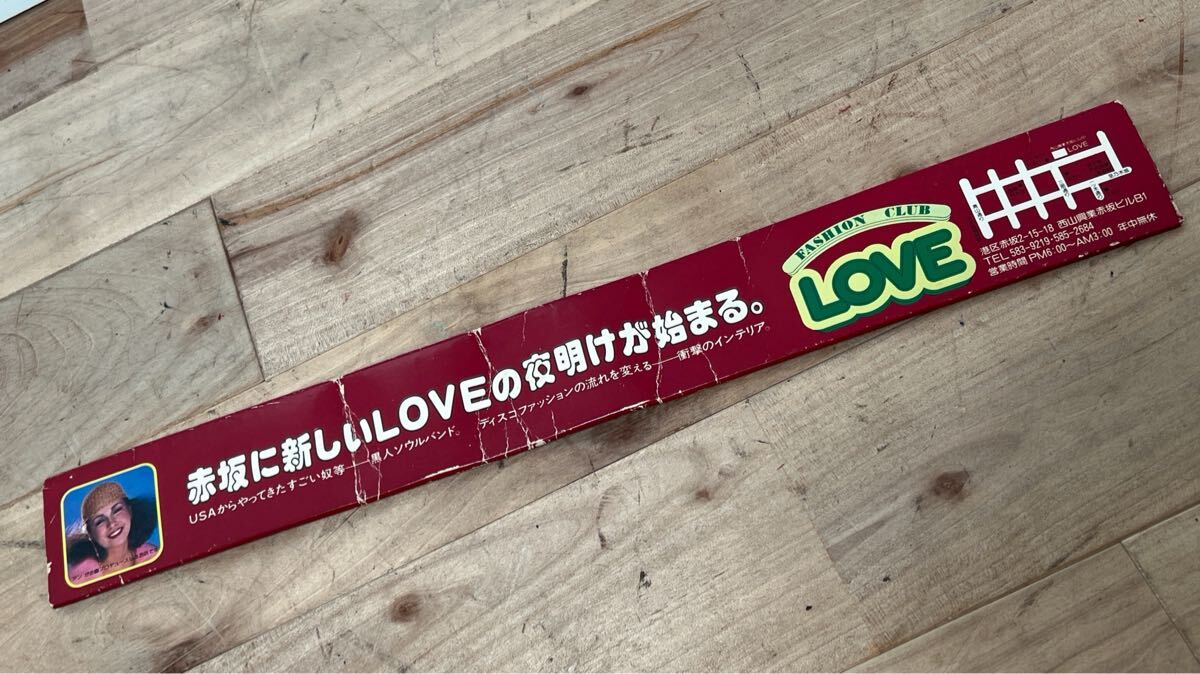 赤坂に新しいLOVEの夜明けが始まる。
USAからやってきたすごい奴等——黒人ソウルバンド。 ディスコファッションの流れを変える——衝撃のインテリア。
FASHION CLUB
LOVE
LOVE
港区赤坂2-15-18 西山興業赤坂ビルB1
TEL 583-9219・585-2684
営業時間 PM6:00〜AM3:00 年中無休